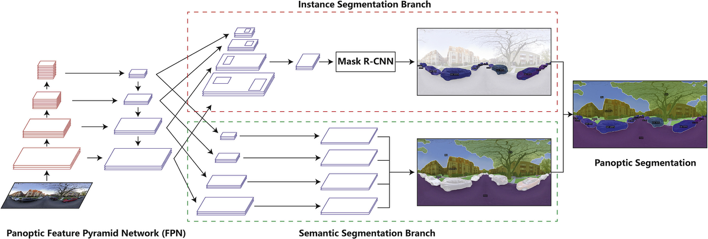 Instance Segmentation Branch
Mask R-CNN
Panoptic Segmentation
Panoptic Feature Pyramid Network (FPN)
Semantic Segmentation Branch